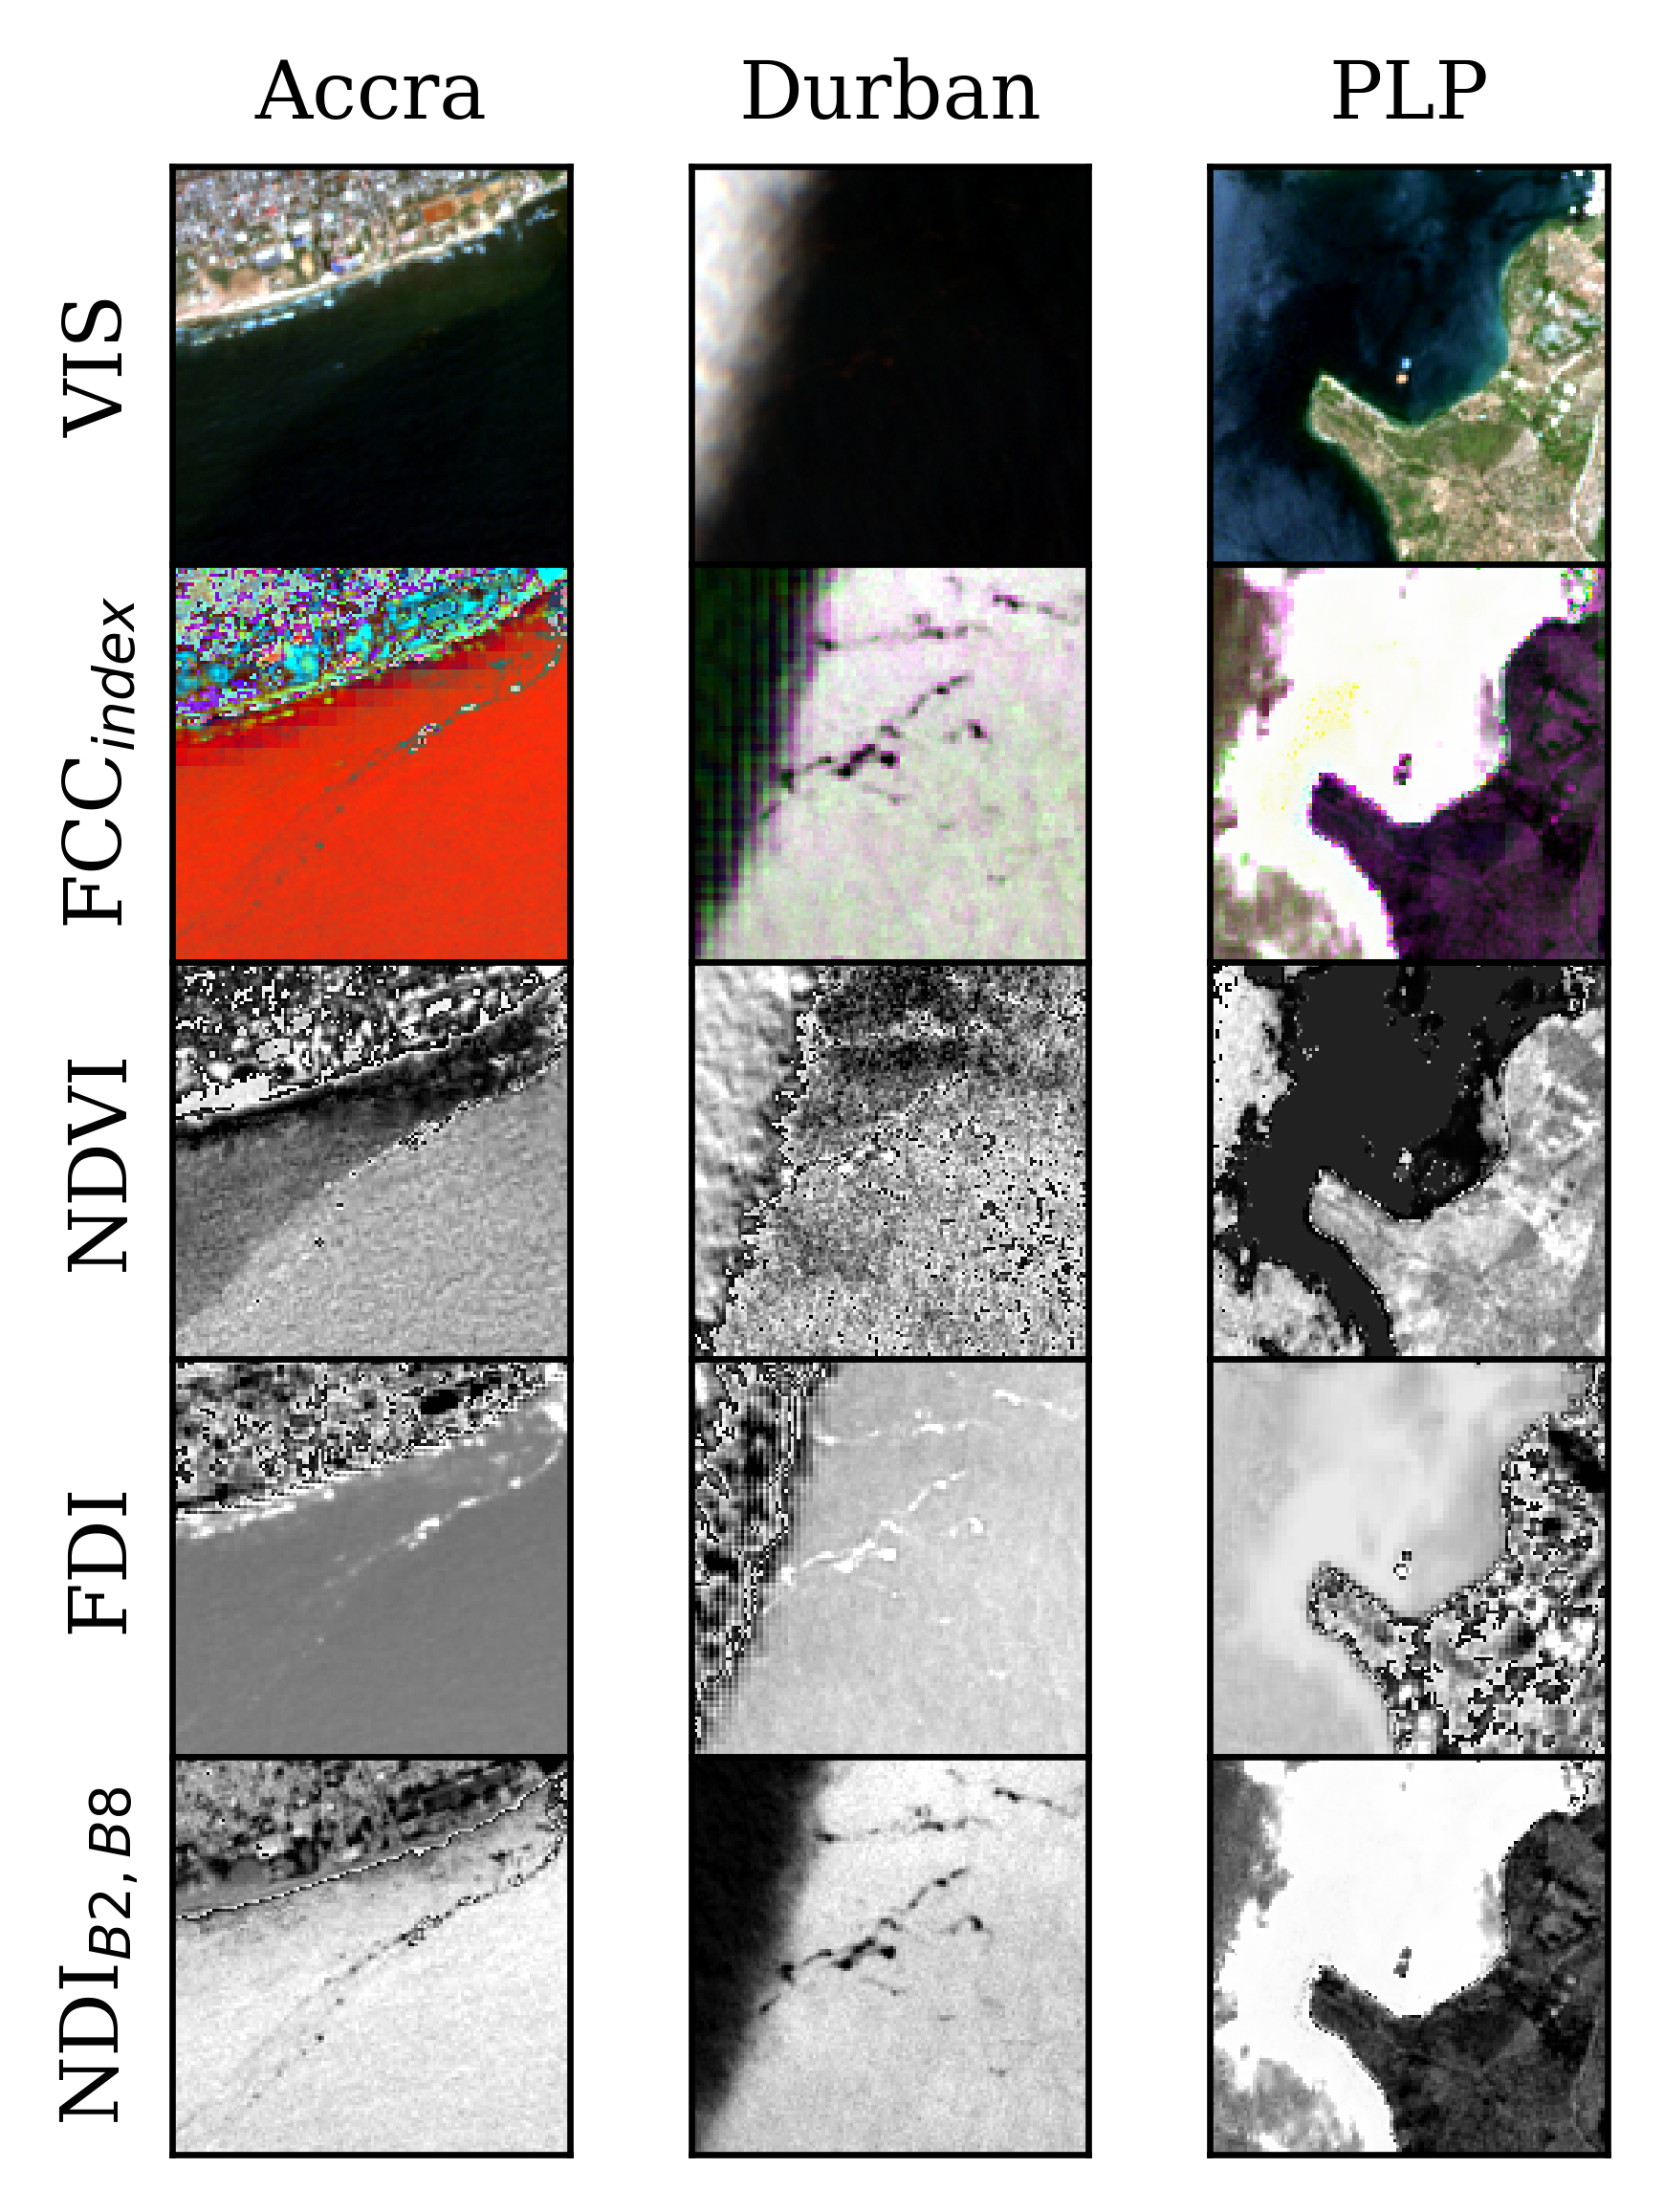 Accra Durban PLP
VIS
FCC_index
NDVI
FDI
NDI_B2, B8